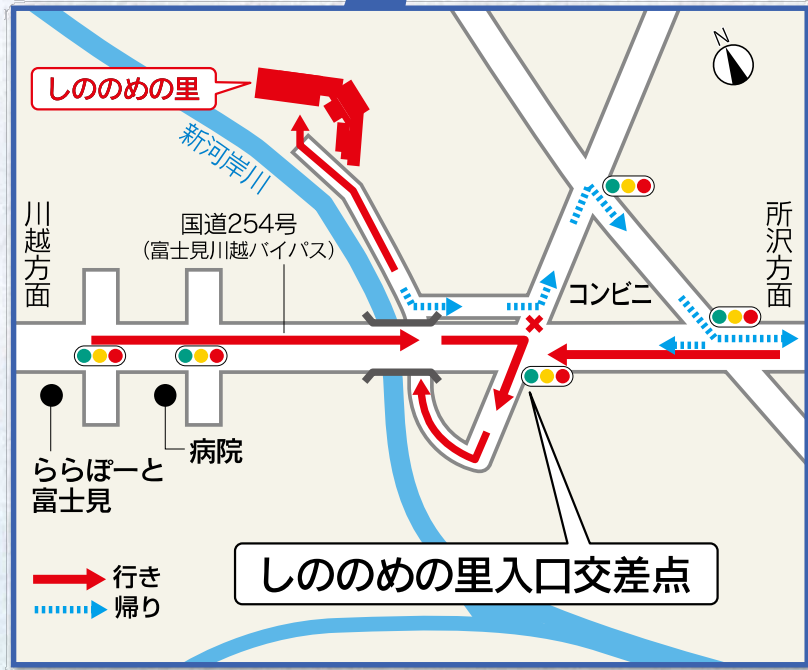 N
しののめの里
新河岸川
川越方面
国道254号
（富士見川越バイパス）
所沢方面
コンビニ
病院
ららぽーと
富士見
しののめの里入口交差点
行き
帰り